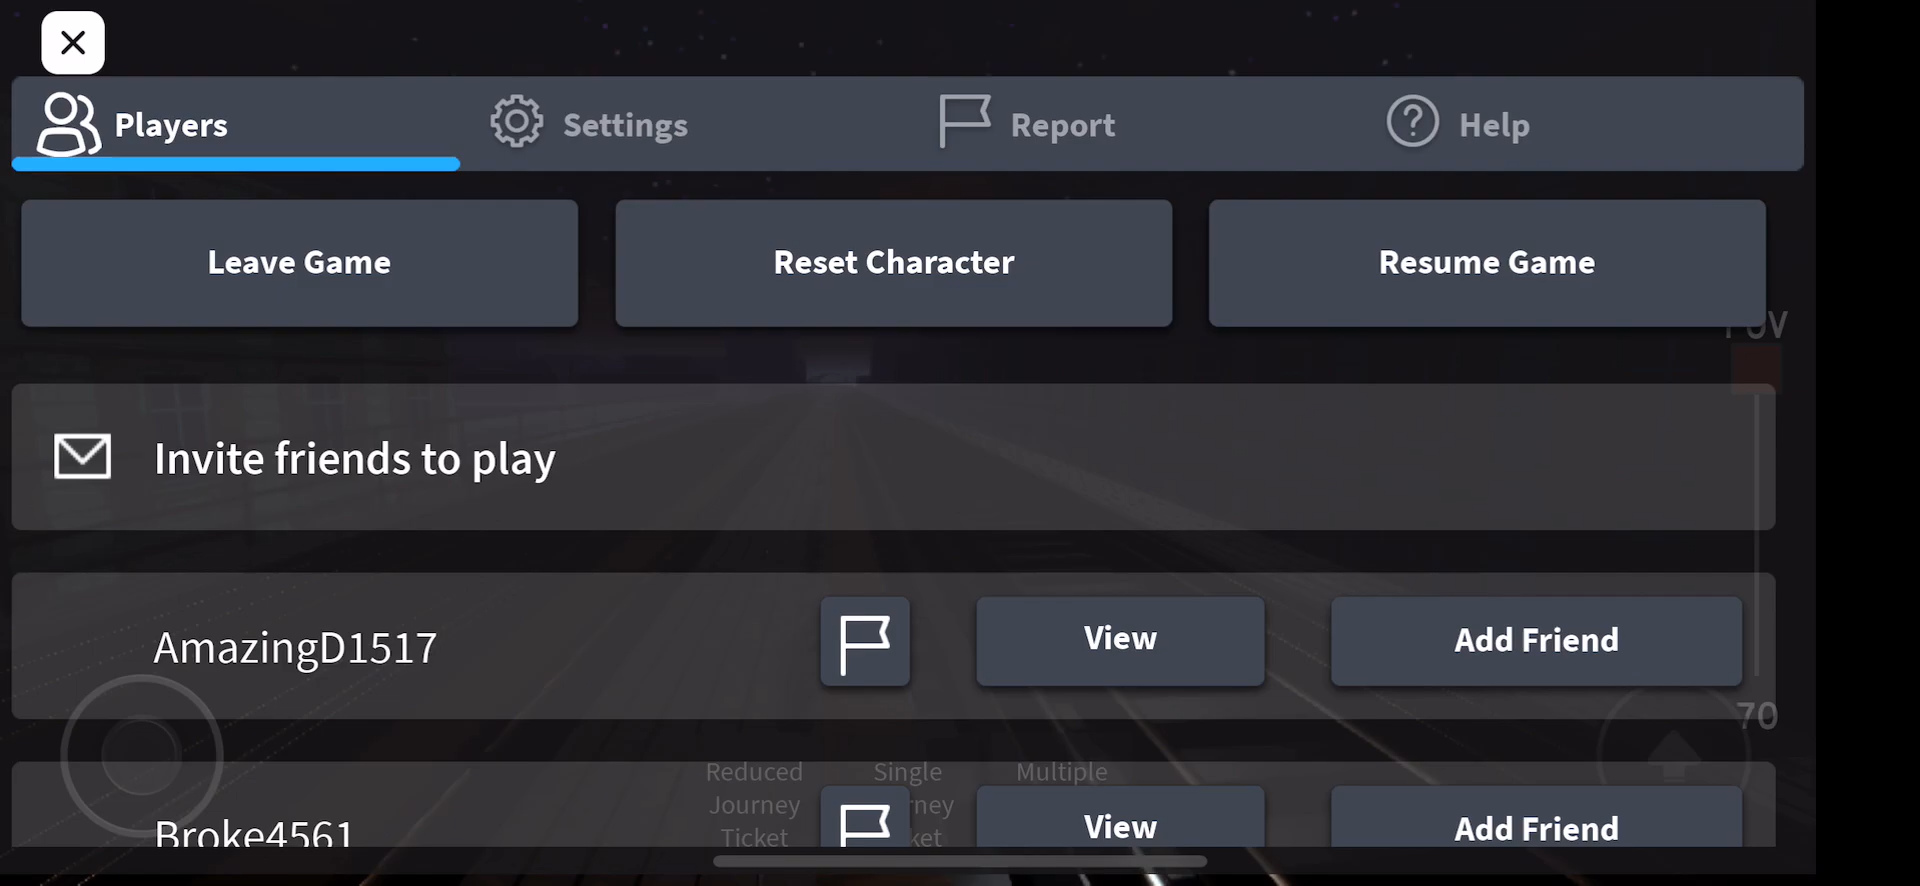 Players
Settings
Report
Help
Leave Game
Reset Character
Resume Game
FOV
Invite friends to play
AmazingD1517
View
Add Friend
70
Reduced
Journey
Ticket
Single
Multiple
Broke4561
View
Add Friend